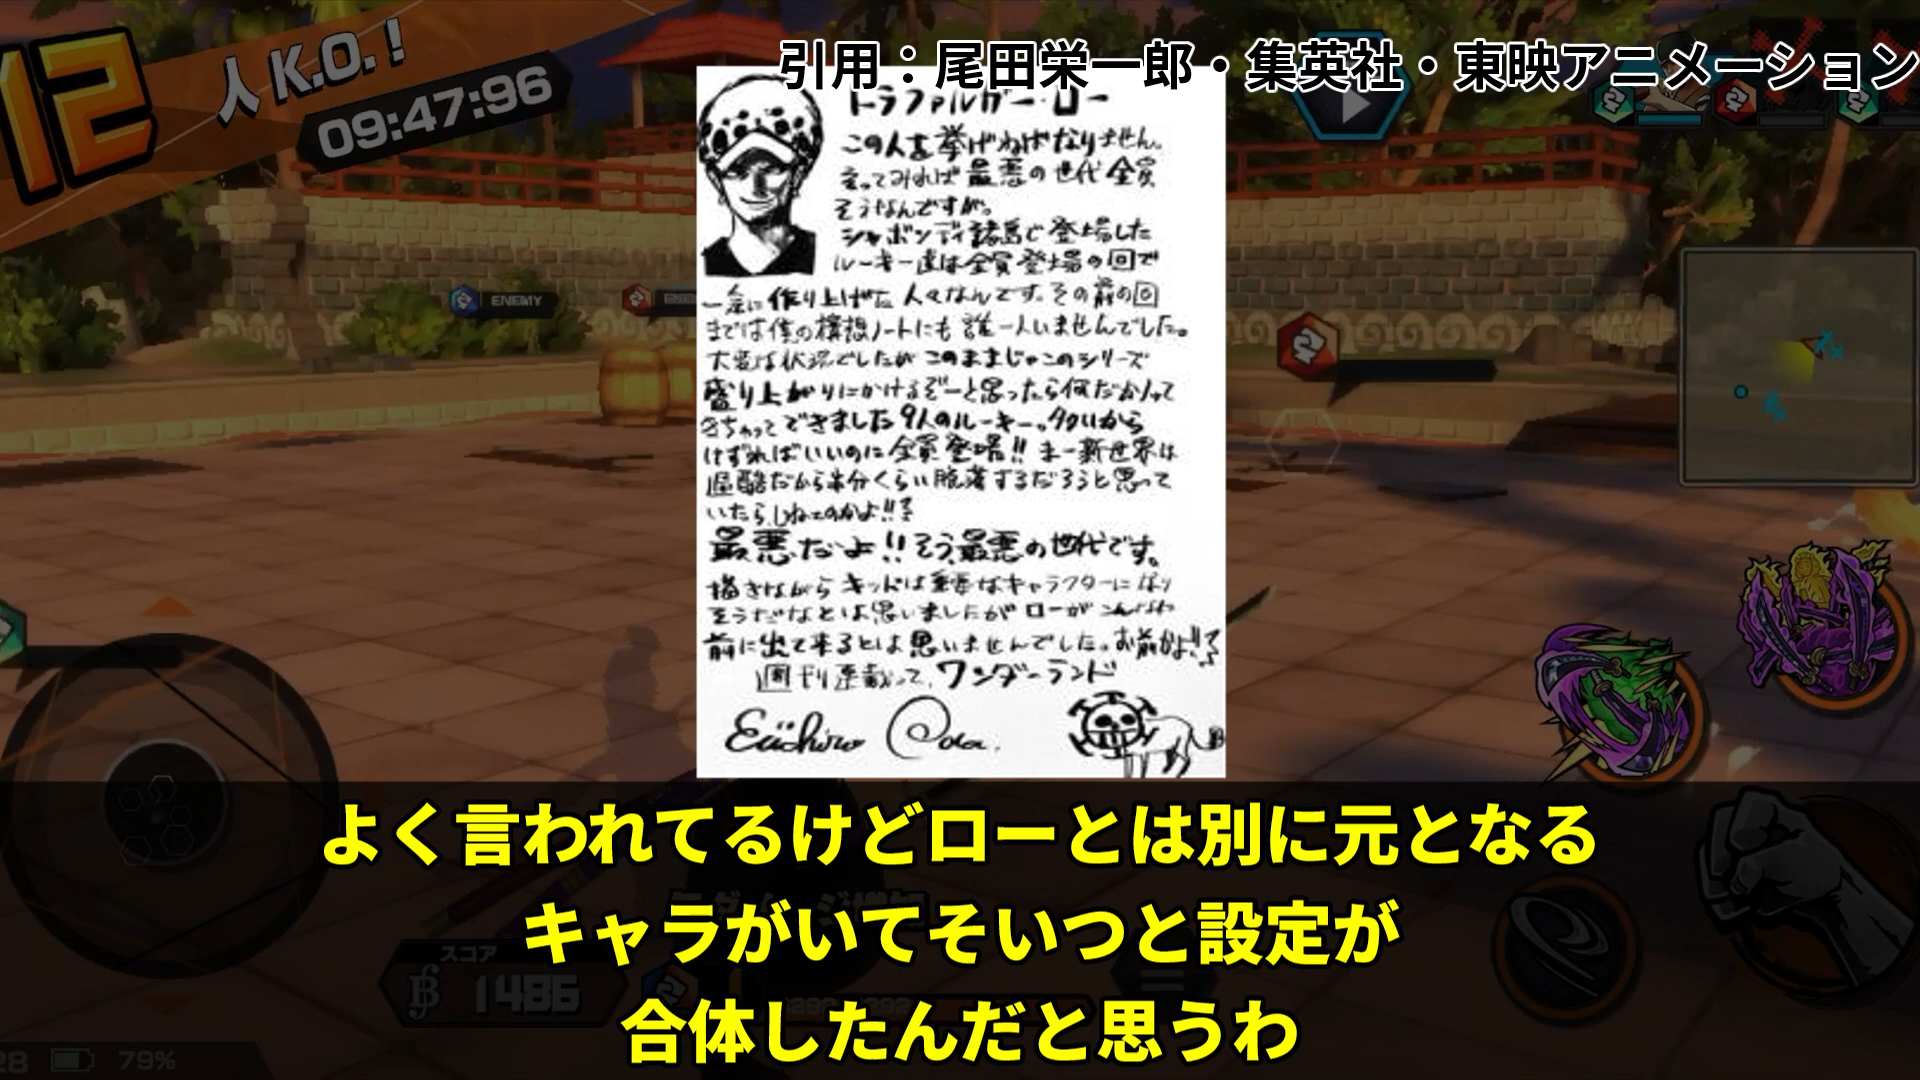 12
人 K.O.!
09:47:96
引用：尾田栄一郎・集英社・東映アニメーション
トラファルガー・ロー
この人を挙げねばなりません。
言ってみれば最悪の世代全員
そうなんですが。
シャボンディ諸島で登場した
ルーキー達は全員登場の回で
一気に作り上げた人々なんです。その前の回
までは僕の構想ノートにも誰一人いませんでした。
大変な状況でしたがこのままじゃこのシリーズ
盛り上がりにかけるぞーと思ったら何だかんって
きちゃってできました9人のルーキー。
けずればいいのに全員登場!! まー新世界は
過酷だから半分くらい脱落するだろうと思って
いたら、しねェのかよ!!?
最悪だよ!!そう、最悪の世代です。
描きながらキッドは重要なキャラクターになり
そうだなとは思いましたがローがこんなわ
前に出て来るとは思いませんでした。お前かよ!!?
週刊連載って、ワンダーランド
Eiichiro Oda.
ENEMY
よく言われてるけどローとは別に元となる
キャラがいてそいつと設定が
合体したんだと思うわ
スコア
1486
28
79%